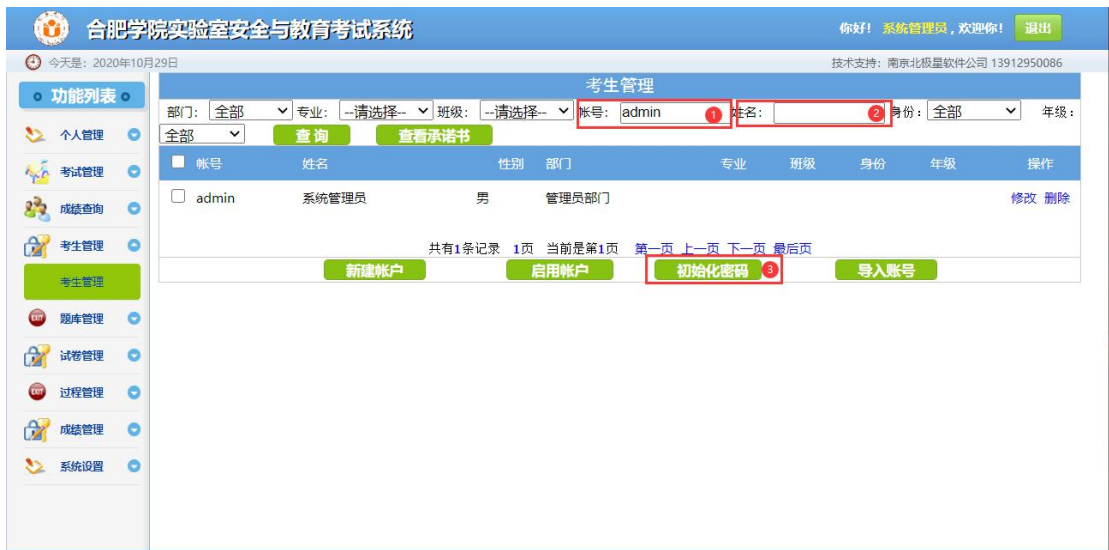 合肥学院实验室安全与教育考试系统
你好！ 系统管理员，欢迎你！ 退出
今天是：2020年10月29日
技术支持：南京北极星软件公司 13912950086
功能列表
个人管理
考试管理
成绩查询
考生管理
考生管理
题库管理
试卷管理
过程管理
成绩管理
系统设置
考生管理
部门： 全部 专业： --请选择-- 班级： --请选择-- 帐号： admin 1 姓名： 2 身份： 全部 年级：
全部 查询 查看承诺书
帐号 姓名 性别 部门 专业 班级 身份 年级 操作
admin 系统管理员 男 管理员部门 修改 删除
共有1条记录 1页 当前是第1页 第一页 上一页 下一页 最后页
新建帐户 启用帐户 初始化密码 3 导入账号